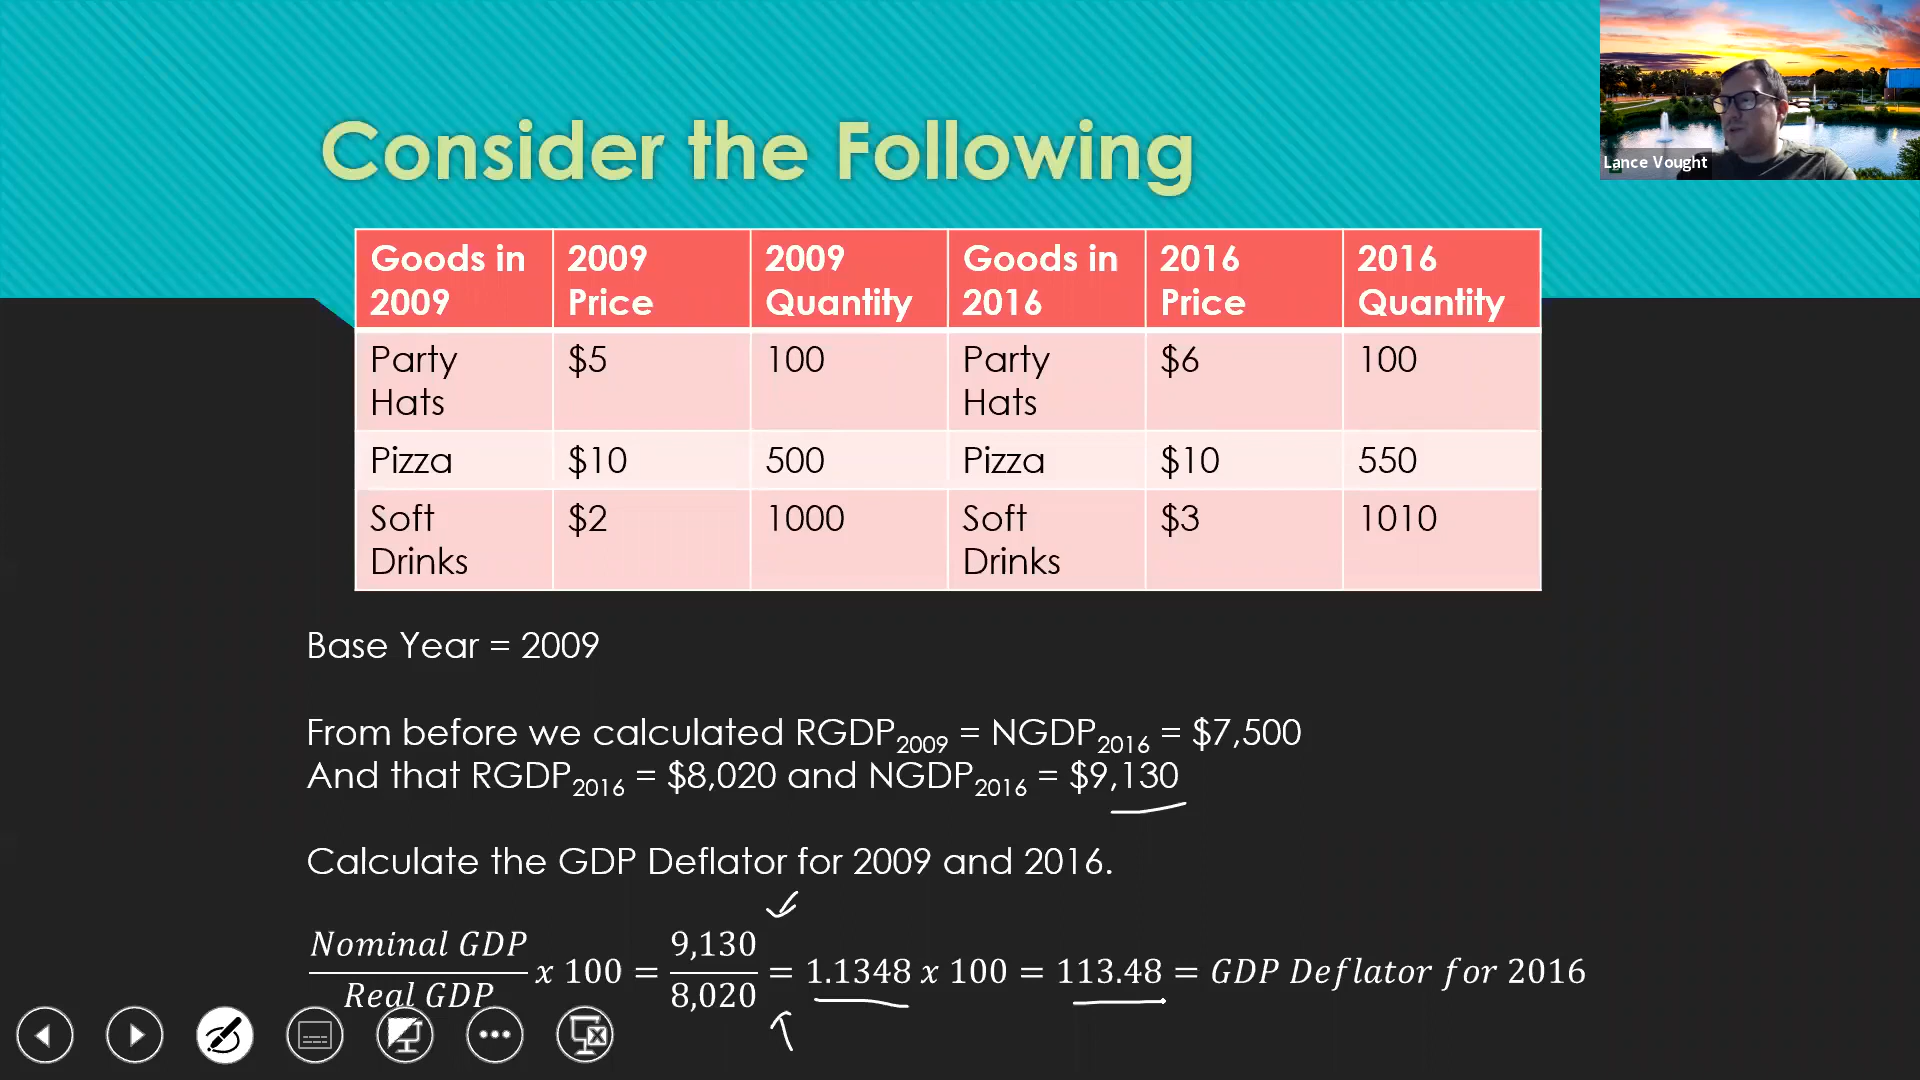 Consider the Following
Lance Vought
Goods in 2009 | 2009 Price | 2009 Quantity | Goods in 2016 | 2016 Price | 2016 Quantity
Party Hats | $5 | 100 | Party Hats | $6 | 100
Pizza | $10 | 500 | Pizza | $10 | 550
Soft Drinks | $2 | 1000 | Soft Drinks | $3 | 1010
Base Year = 2009
From before we calculated RGDP₂₀₀₉ = NGDP₂₀₁₆ = $7,500
And that RGDP₂₀₁₆ = $8,020 and NGDP₂₀₁₆ = $9,130
Calculate the GDP Deflator for 2009 and 2016.
Nominal GDP / Real GDP x 100 = 9,130 / 8,020 = 1.1348 x 100 = 113.48 = GDP Deflator for 2016